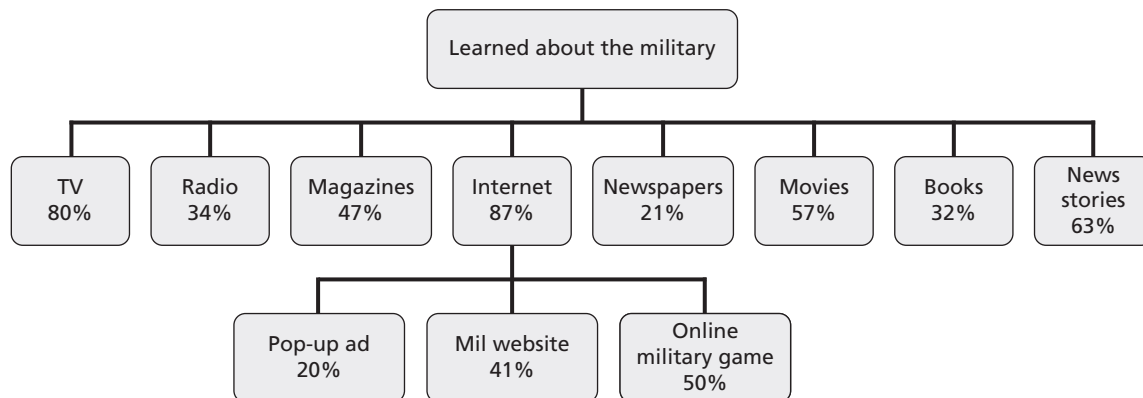 Learned about the military
TV
80%
Radio
34%
Magazines
47%
Internet
87%
Newspapers
21%
Movies
57%
Books
32%
News
stories
63%
Pop-up ad
20%
Mil website
41%
Online
military game
50%